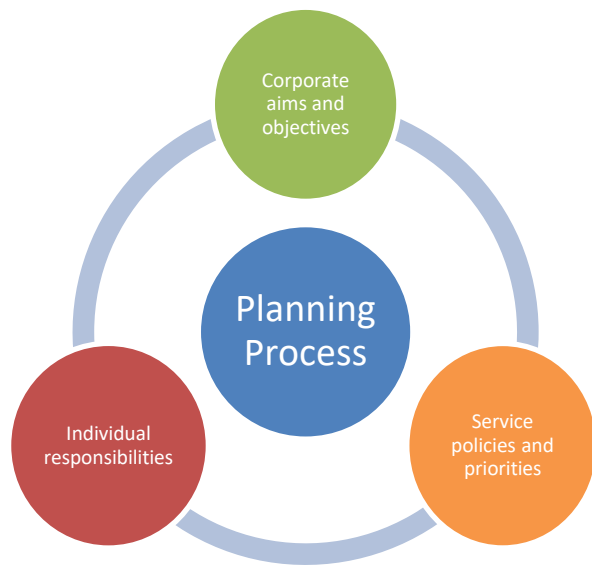 Corporate
aims and
objectives
Planning
Process
Individual
responsibilities
Service
policies and
priorities